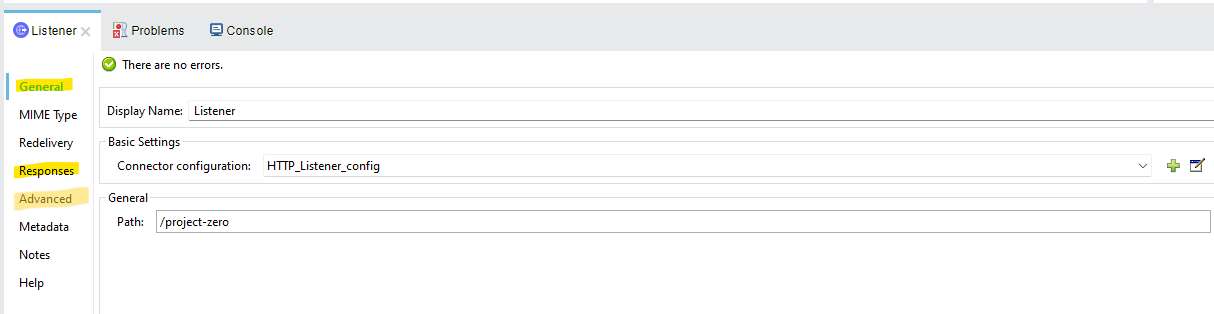 Listener Problems Console
There are no errors.
General
MIME Type
Redelivery
Responses
Advanced
Metadata
Notes
Help
Display Name: Listener
Basic Settings
Connector configuration: HTTP_Listener_config
General
Path: /project-zero